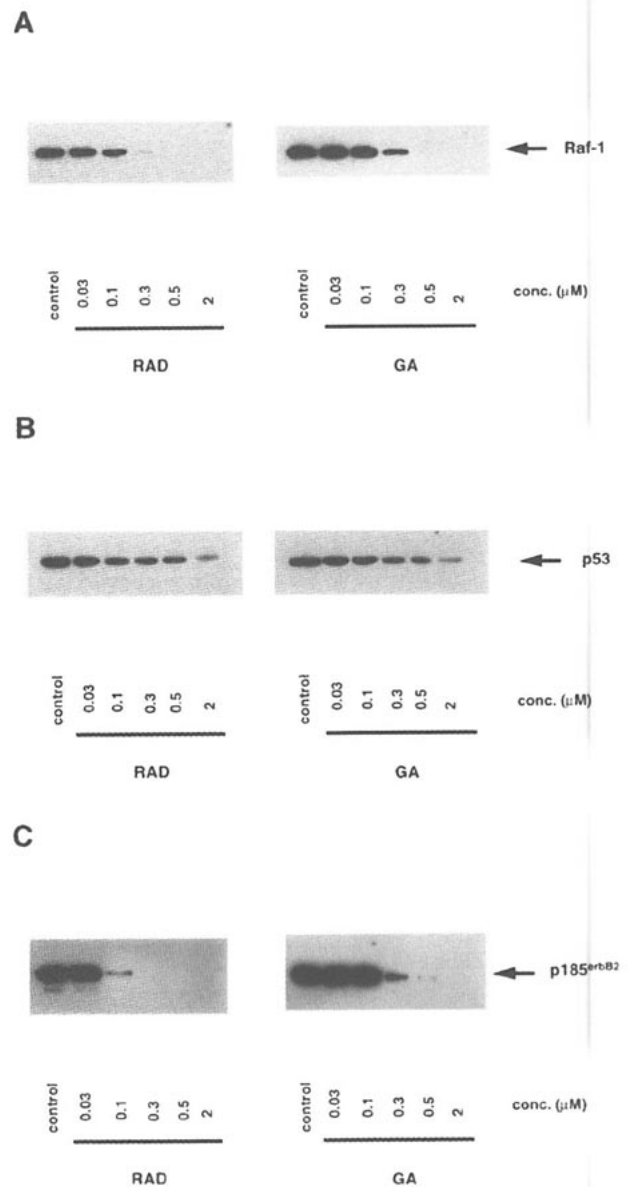 A
Raf-1
control 0.03 0.1 0.3 0.5 2 control 0.03 0.1 0.3 0.5 2 conc. (μM)
RAD GA
B
p53
control 0.03 0.1 0.3 0.5 2 control 0.03 0.1 0.3 0.5 2 conc. (μM)
RAD GA
C
p185erbB2
control 0.03 0.1 0.3 0.5 2 control 0.03 0.1 0.3 0.5 2 conc. (μM)
RAD GA